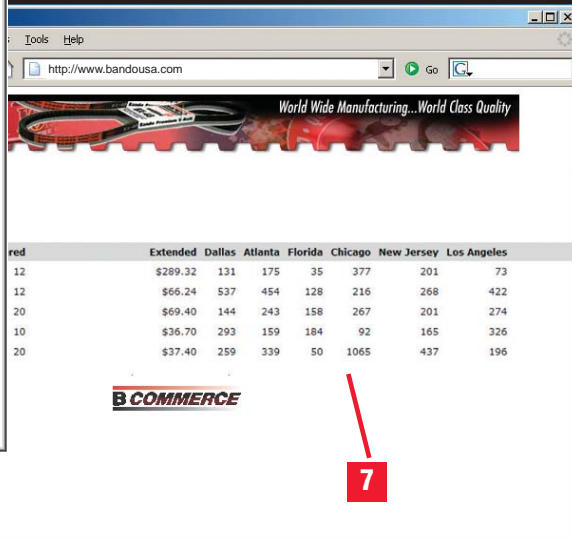 Tools Help
http://www.bandousa.com Go G
World Wide Manufacturing...World Class Quality
red Extended Dallas Atlanta Florida Chicago New Jersey Los Angeles
12 $289.32 131 175 35 377 201 73
12 $66.24 537 454 128 216 268 422
20 $69.40 144 243 158 267 201 274
10 $36.70 293 159 184 92 165 326
20 $37.40 259 339 50 1065 437 196
B COMMERCE
7